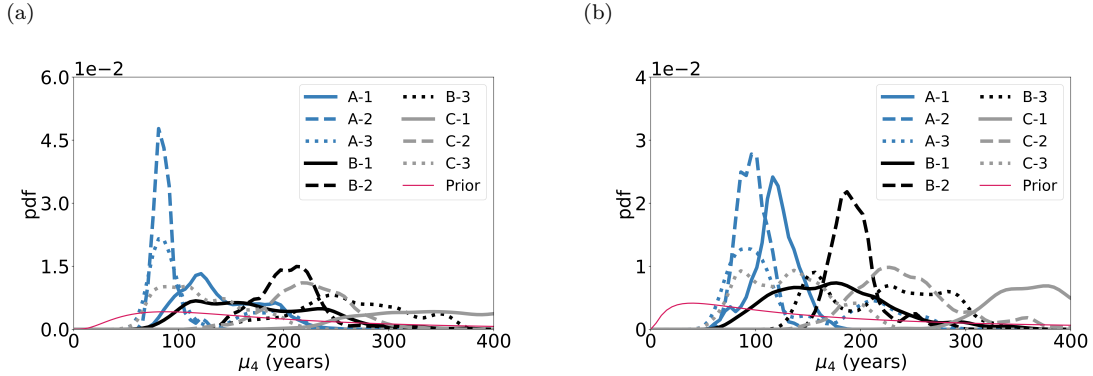 (a)
(b)
1e−2
6.0
4.5
3.0
1.5
0.0
pdf
0
100
200
300
400
μ4 (years)
A-1
A-2
A-3
B-1
B-2
B-3
C-1
C-2
C-3
Prior
1e−2
4
3
2
1
0
pdf
0
100
200
300
400
μ4 (years)
A-1
A-2
A-3
B-1
B-2
B-3
C-1
C-2
C-3
Prior